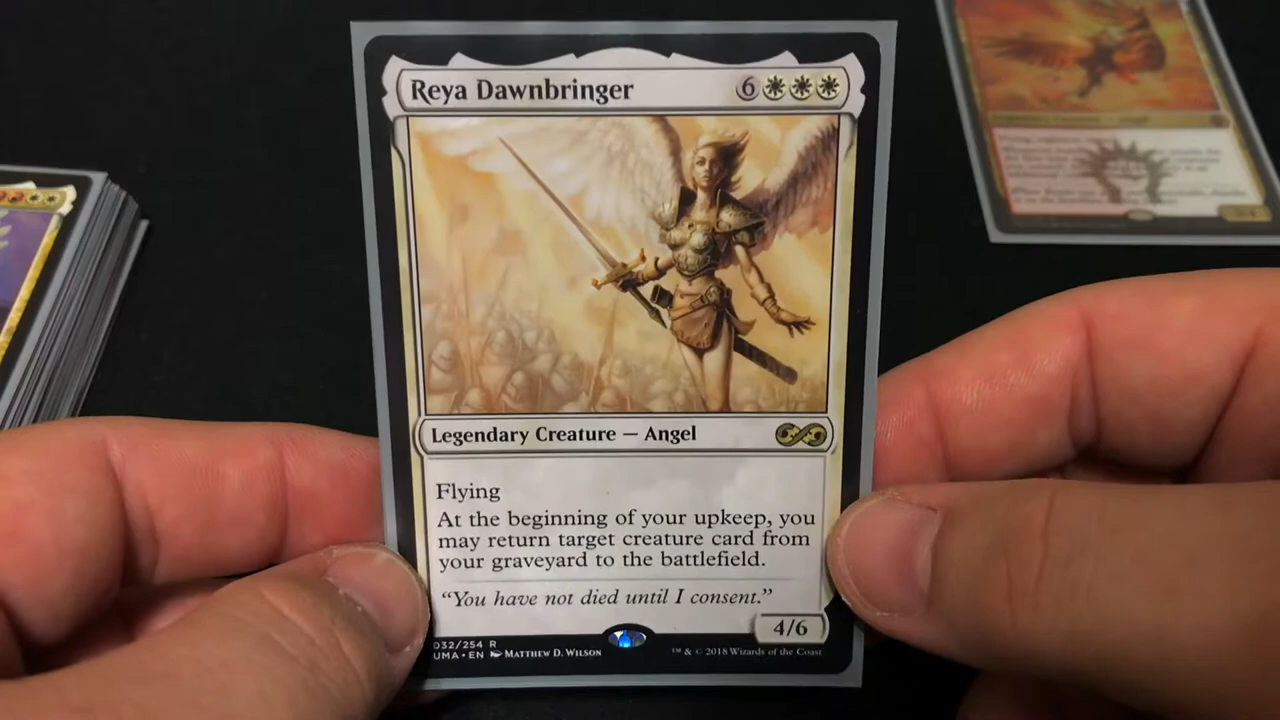 Reya Dawnbringer 6
Legendary Creature — Angel
Flying
At the beginning of your upkeep, you
may return target creature card from
your graveyard to the battlefield.
“You have not died until I consent.”
4/6
032/254 R
UMA • EN Matthew D. Wilson
™ & © 2018 Wizards of the Coast